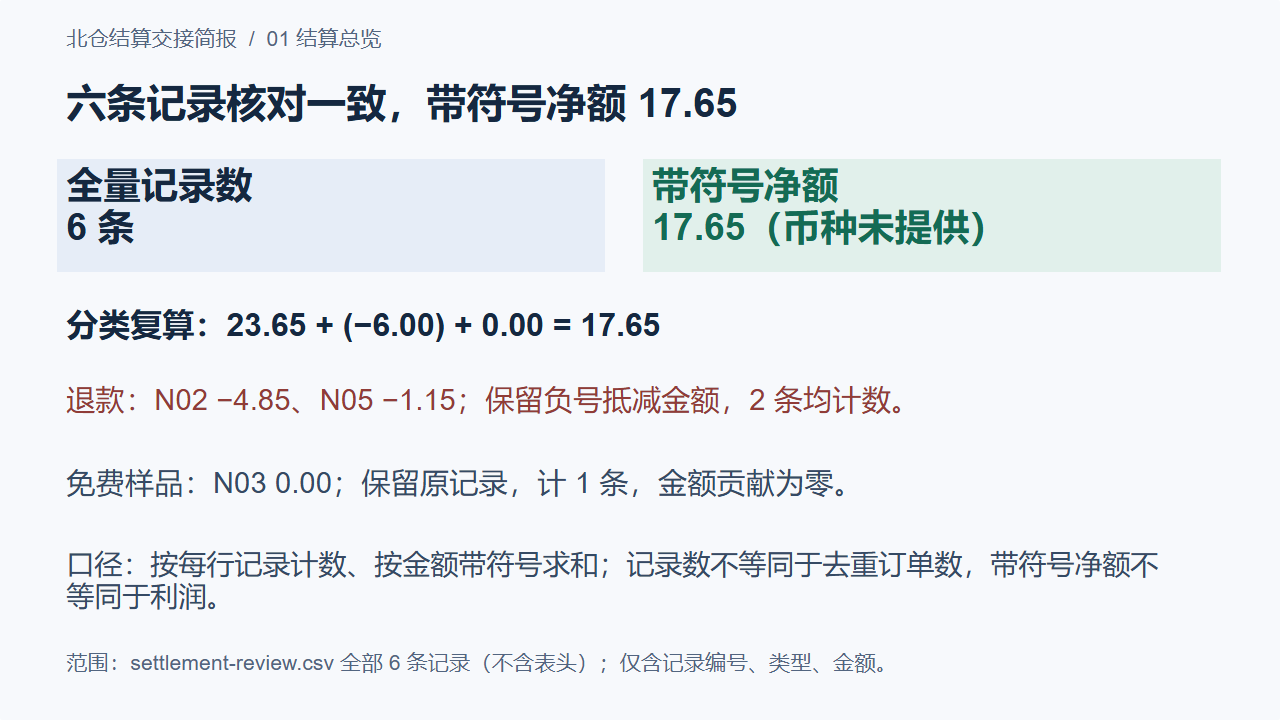 北仓结算交接简报 / 01 结算总览
六条记录核对一致，带符号净额 17.65
全量记录数
6 条
带符号净额
17.65（币种未提供）
分类复算：23.65 + (−6.00) + 0.00 = 17.65
退款：N02 −4.85、N05 −1.15；保留负号抵减金额，2 条均计数。
免费样品：N03 0.00；保留原记录，计 1 条，金额贡献为零。
口径：按每行记录计数、按金额带符号求和；记录数不等同于去重订单数，带符号净额不
等同于利润。
范围：settlement-review.csv 全部 6 条记录（不含表头）；仅含记录编号、类型、金额。